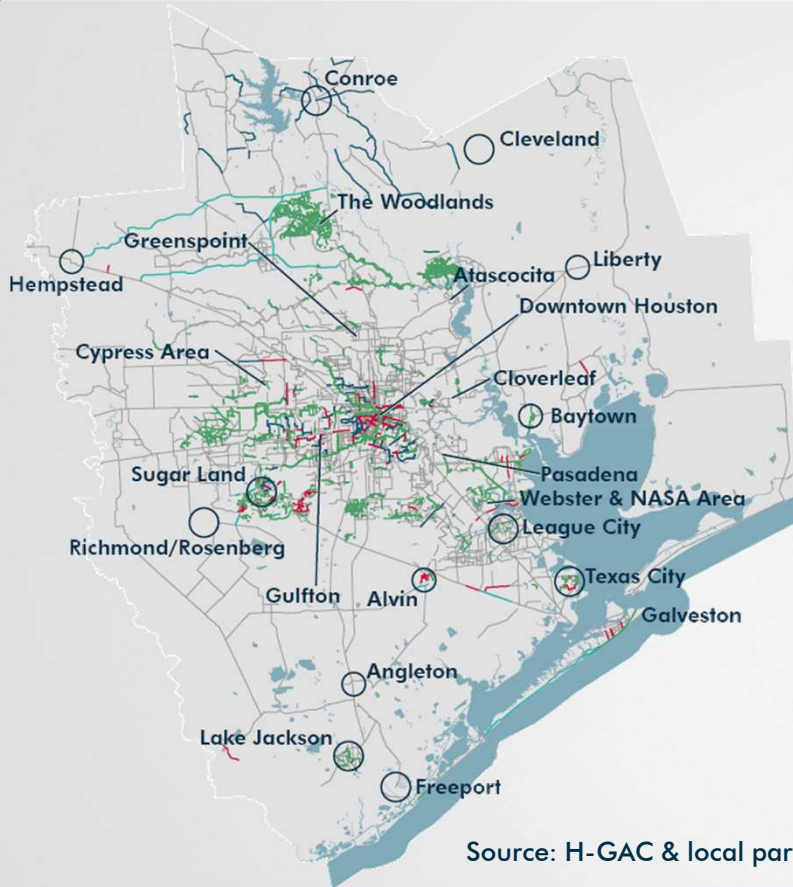 Conroe
Cleveland
The Woodlands
Greenspoint
Liberty
Hempstead
Atascocita
Downtown Houston
Cypress Area
Cloverleaf
Baytown
Sugar Land
Pasadena
Webster & NASA Area
League City
Richmond/Rosenberg
Texas City
Gulfton
Alvin
Galveston
Angleton
Lake Jackson
Freeport
Source: H-GAC & local par